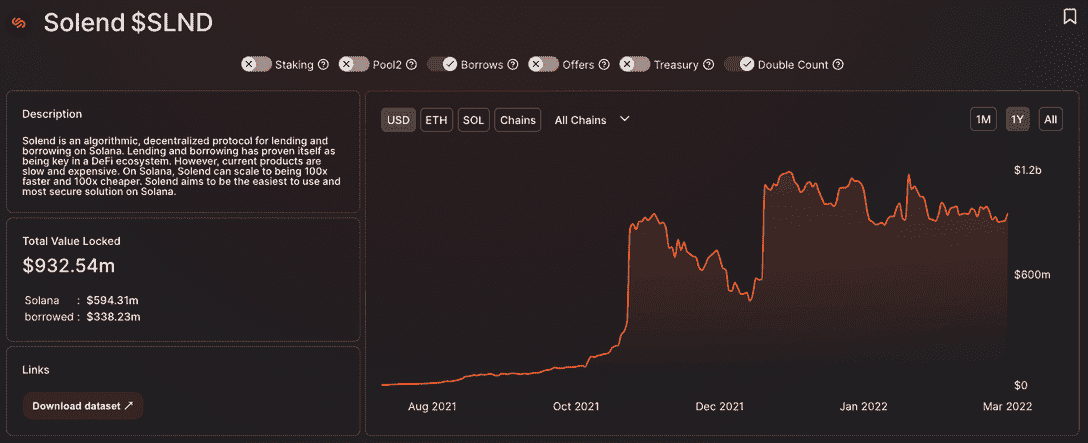 Solend $SLND
Staking
Pool2
Borrows
Offers
Treasury
Double Count
Description
Solend is an algorithmic, decentralized protocol for lending and
borrowing on Solana. Lending and borrowing has proven itself as
being key in a DeFi ecosystem. However, current products are
slow and expensive. On Solana, Solend can scale to being 100x
faster and 100x cheaper. Solend aims to be the easiest to use and
most secure solution on Solana.
Total Value Locked
$932.54m
Solana : $594.31m
borrowed : $338.23m
Links
Download dataset ↗
USD ETH SOL Chains All Chains
1M 1Y All
$1.2b
$600m
$0
Aug 2021 Oct 2021 Dec 2021 Jan 2022 Mar 2022